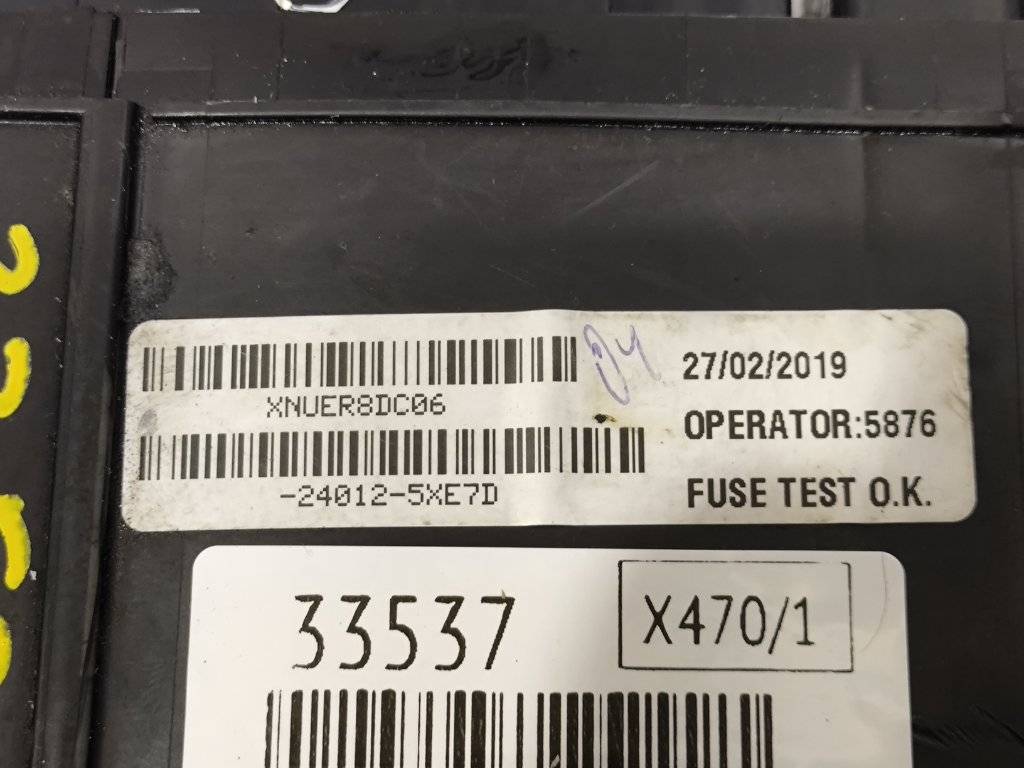 27/02/2019
XNUER8DC06
OPERATOR:5876
-24012-5XE7D
FUSE TEST O.K.
33537
X470/1